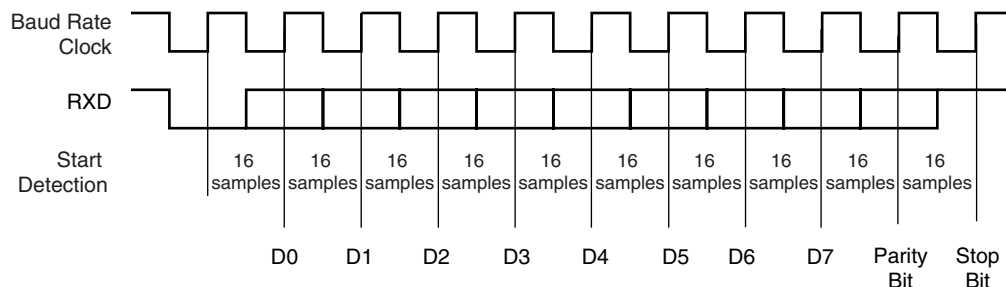 Baud Rate
Clock
RXD
Start
Detection
16 16 16 16 16 16 16 16 16 16
samples samples samples samples samples samples samples samples samples samples
D0 D1 D2 D3 D4 D5 D6 D7 Parity Stop
Bit Bit